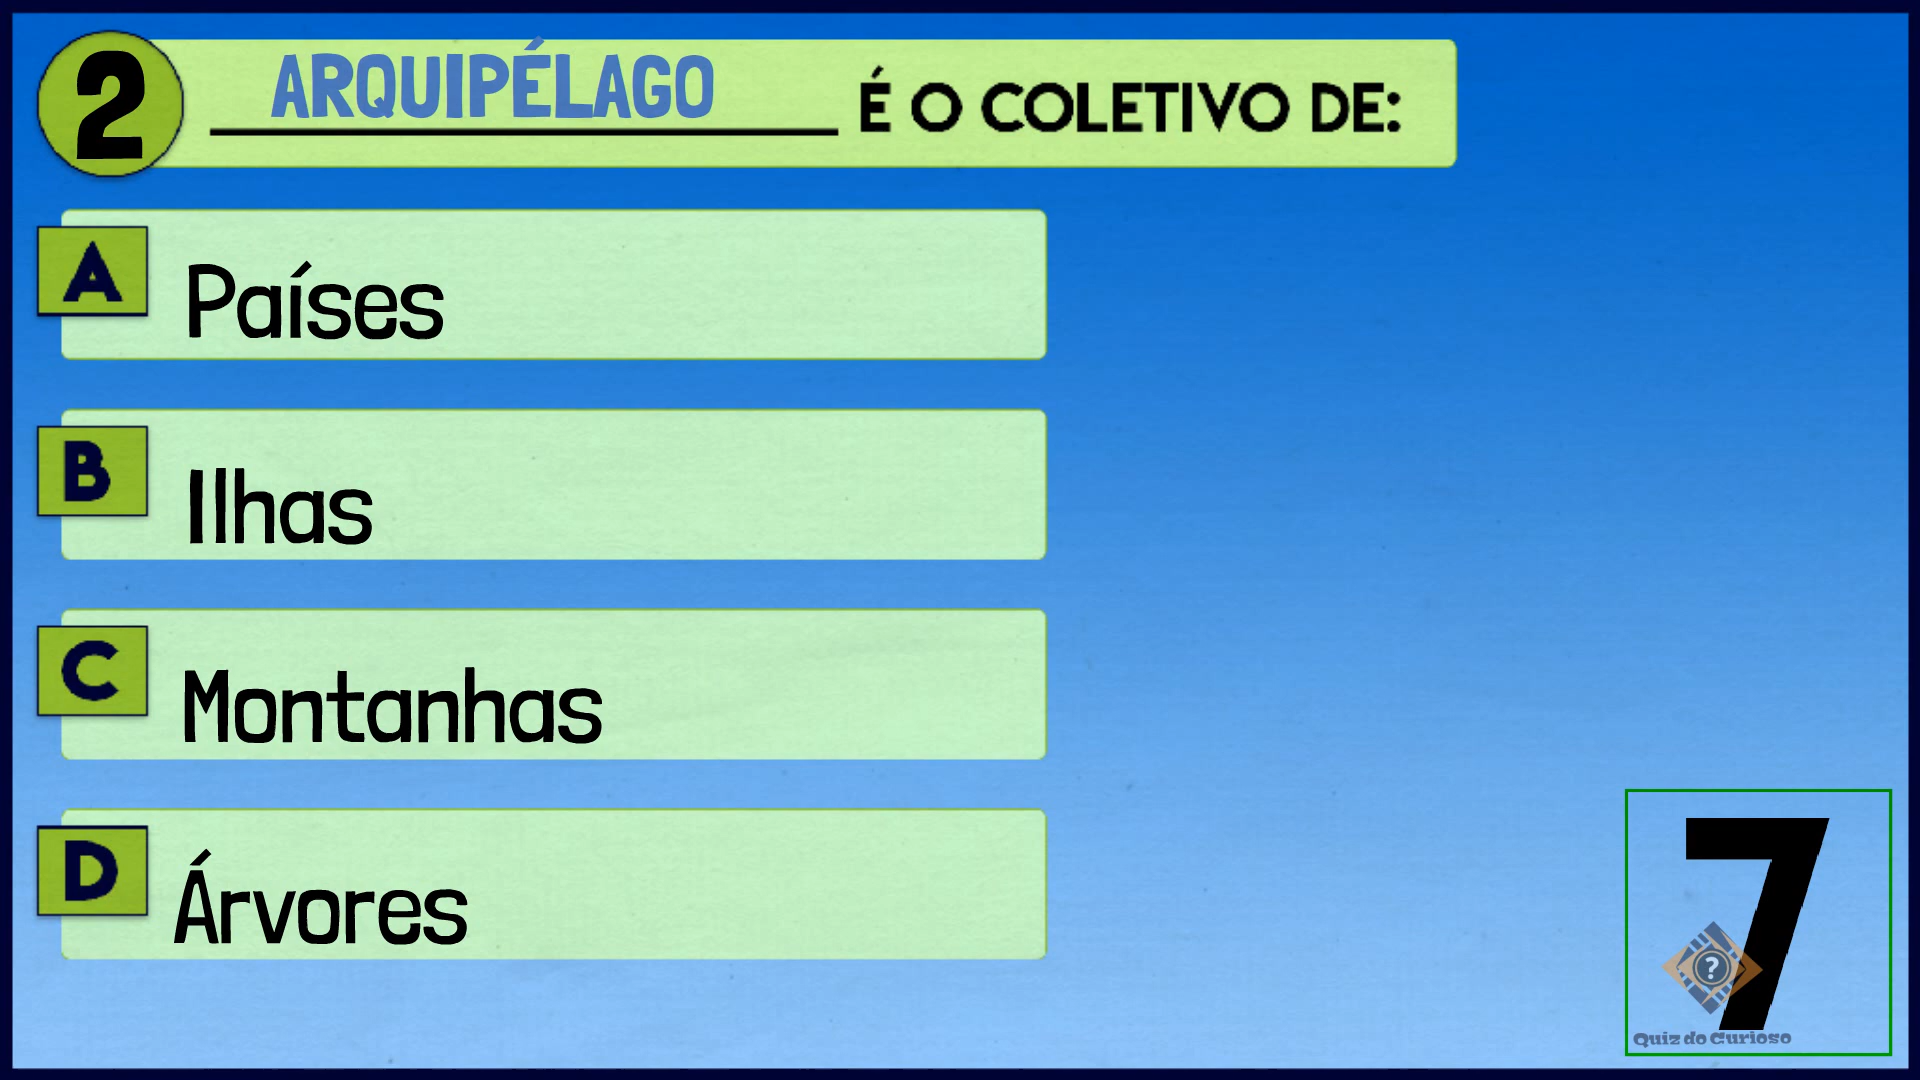 2
ARQUIPÉLAGO É O COLETIVO DE:
A Países
B Ilhas
C Montanhas
D Árvores
7
?
Quiz do Curioso